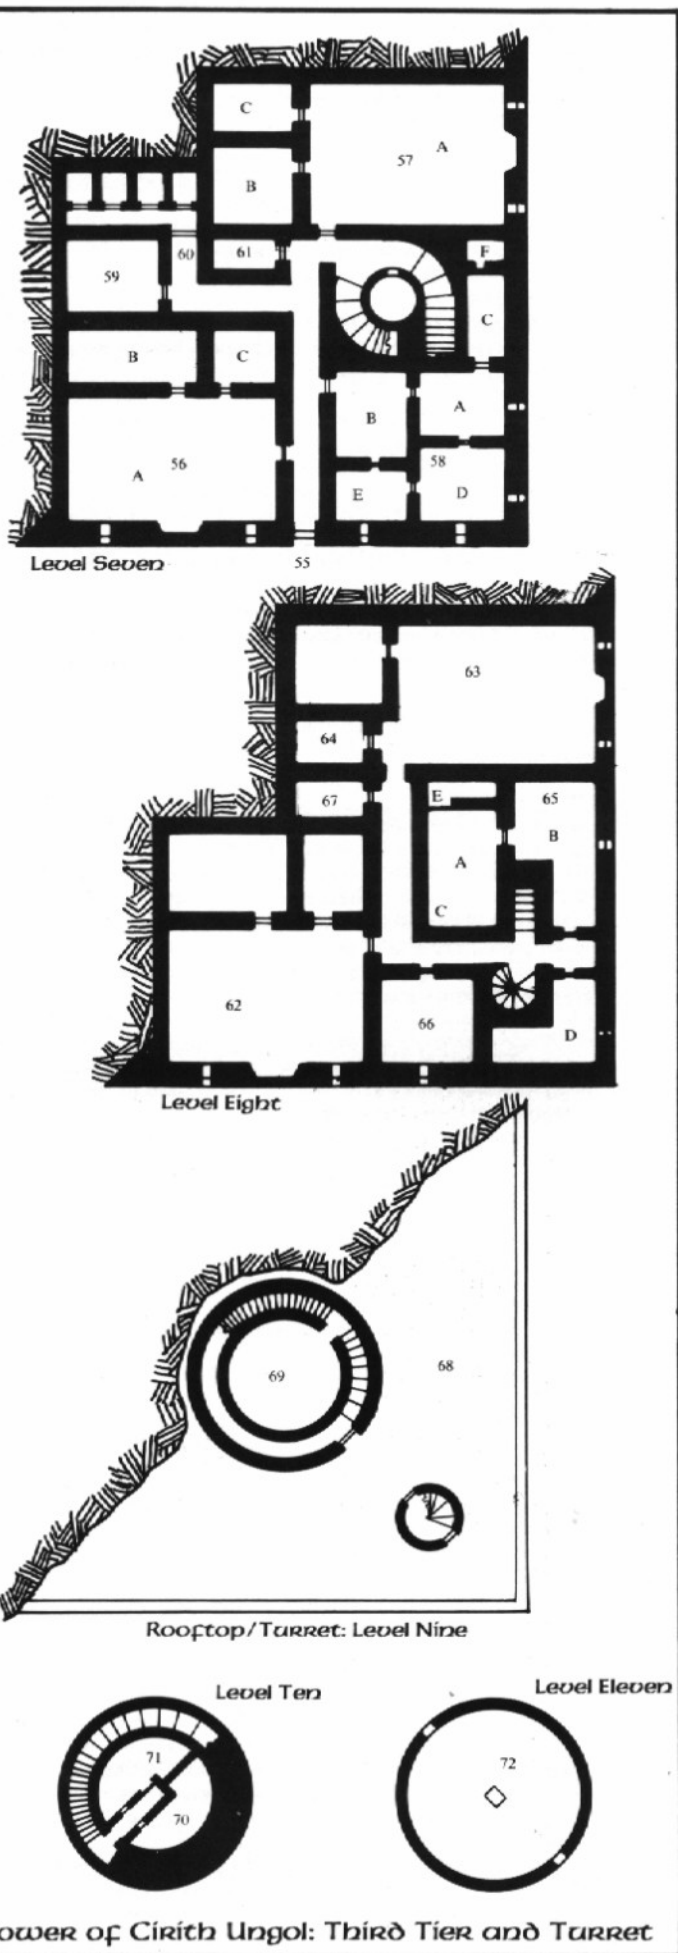 C
A
57
B
60
61
F
59
C
B
C
A
B
56
58
A
E
D
Level Seven
55
63
64
E
65
67
B
A
C
62
66
D
Level Eight
68
69
Rooftop/Turret: Level Nine
Level Ten
Level Eleven
71
72
70
ower of Cirith Ungol: Third Tier and Turret